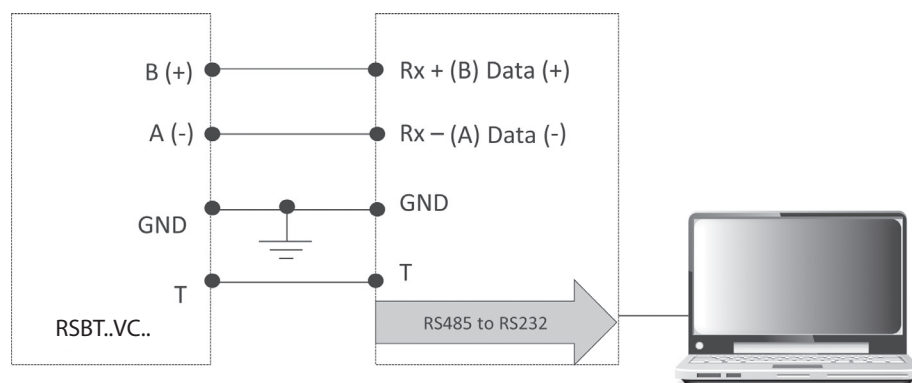 B (+)
Rx + (B) Data (+)
A (-)
Rx – (A) Data (-)
GND
GND
T
T
RSBT..VC..
RS485 to RS232